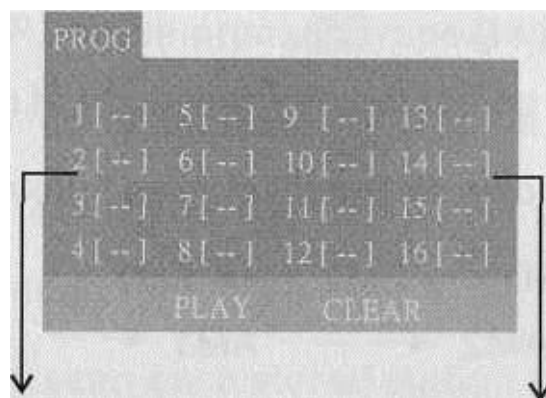 PROG
1 [--] 5 [--] 9 [--] 13 [--]
2 [--] 6 [--] 10 [--] 14 [--]
3 [--] 7 [--] 11 [--] 15 [--]
4 [--] 8 [--] 12 [--] 16 [--]
PLAY CLEAR